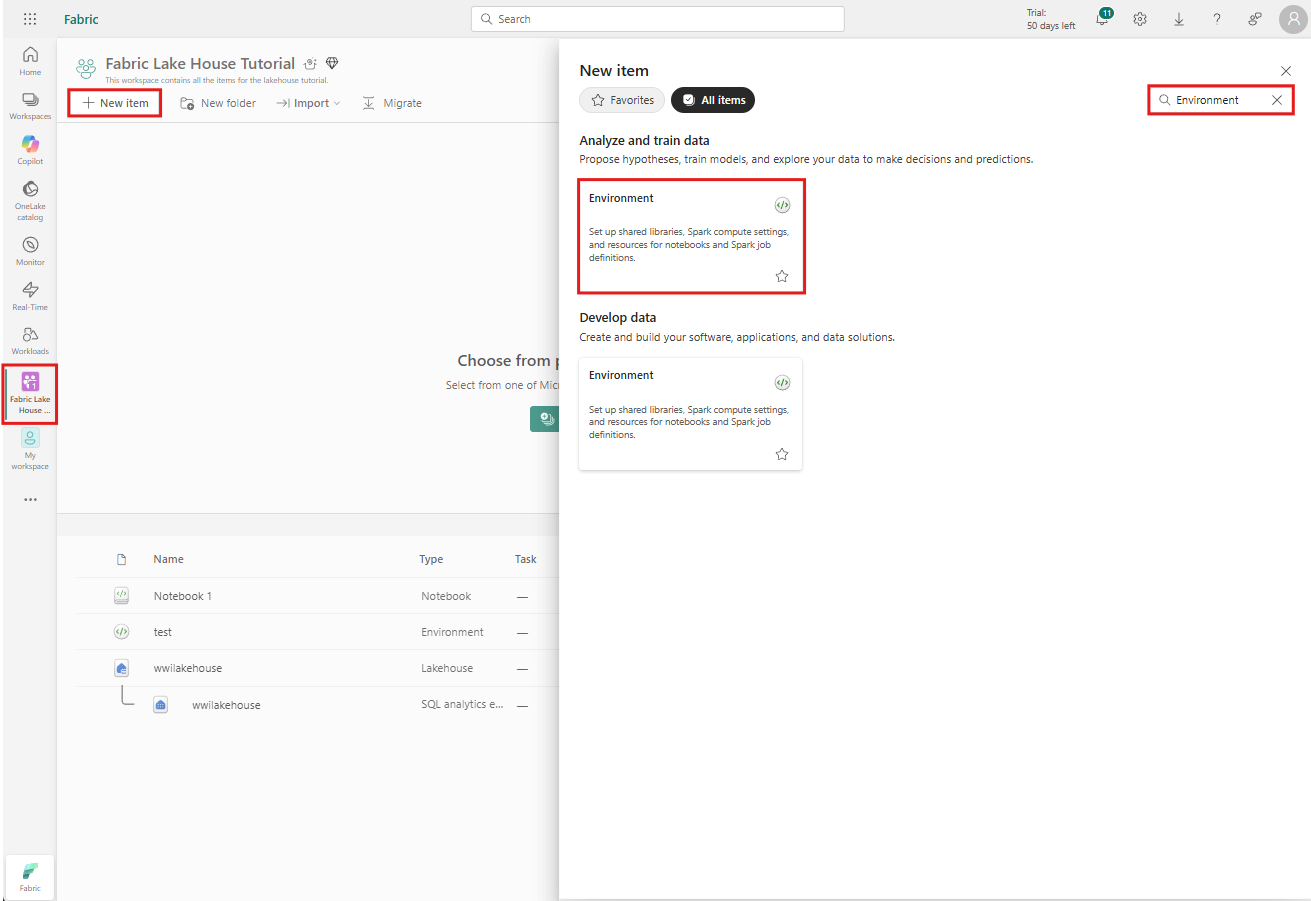 Fabric
Search
Trial:
50 days left
11
Home
Workspaces
Copilot
OneLake
catalog
Monitor
Real-Time
Workloads
Fabric Lake
House ...
My
workspace
Fabric
Fabric Lake House Tutorial
This workspace contains all the items for the lakehouse tutorial.
New item
New folder
Import
Migrate
Choose from p
Select from one of Mic
Name Type Task
Notebook 1 Notebook —
test Environment —
wwilakehouse Lakehouse —
wwilakehouse SQL analytics e... —
New item
Favorites
All items
Environment
Analyze and train data
Propose hypotheses, train models, and explore your data to make decisions and predictions.
Environment
Set up shared libraries, Spark compute settings,
and resources for notebooks and Spark job
definitions.
Develop data
Create and build your software, applications, and data solutions.
Environment
Set up shared libraries, Spark compute settings,
and resources for notebooks and Spark job
definitions.